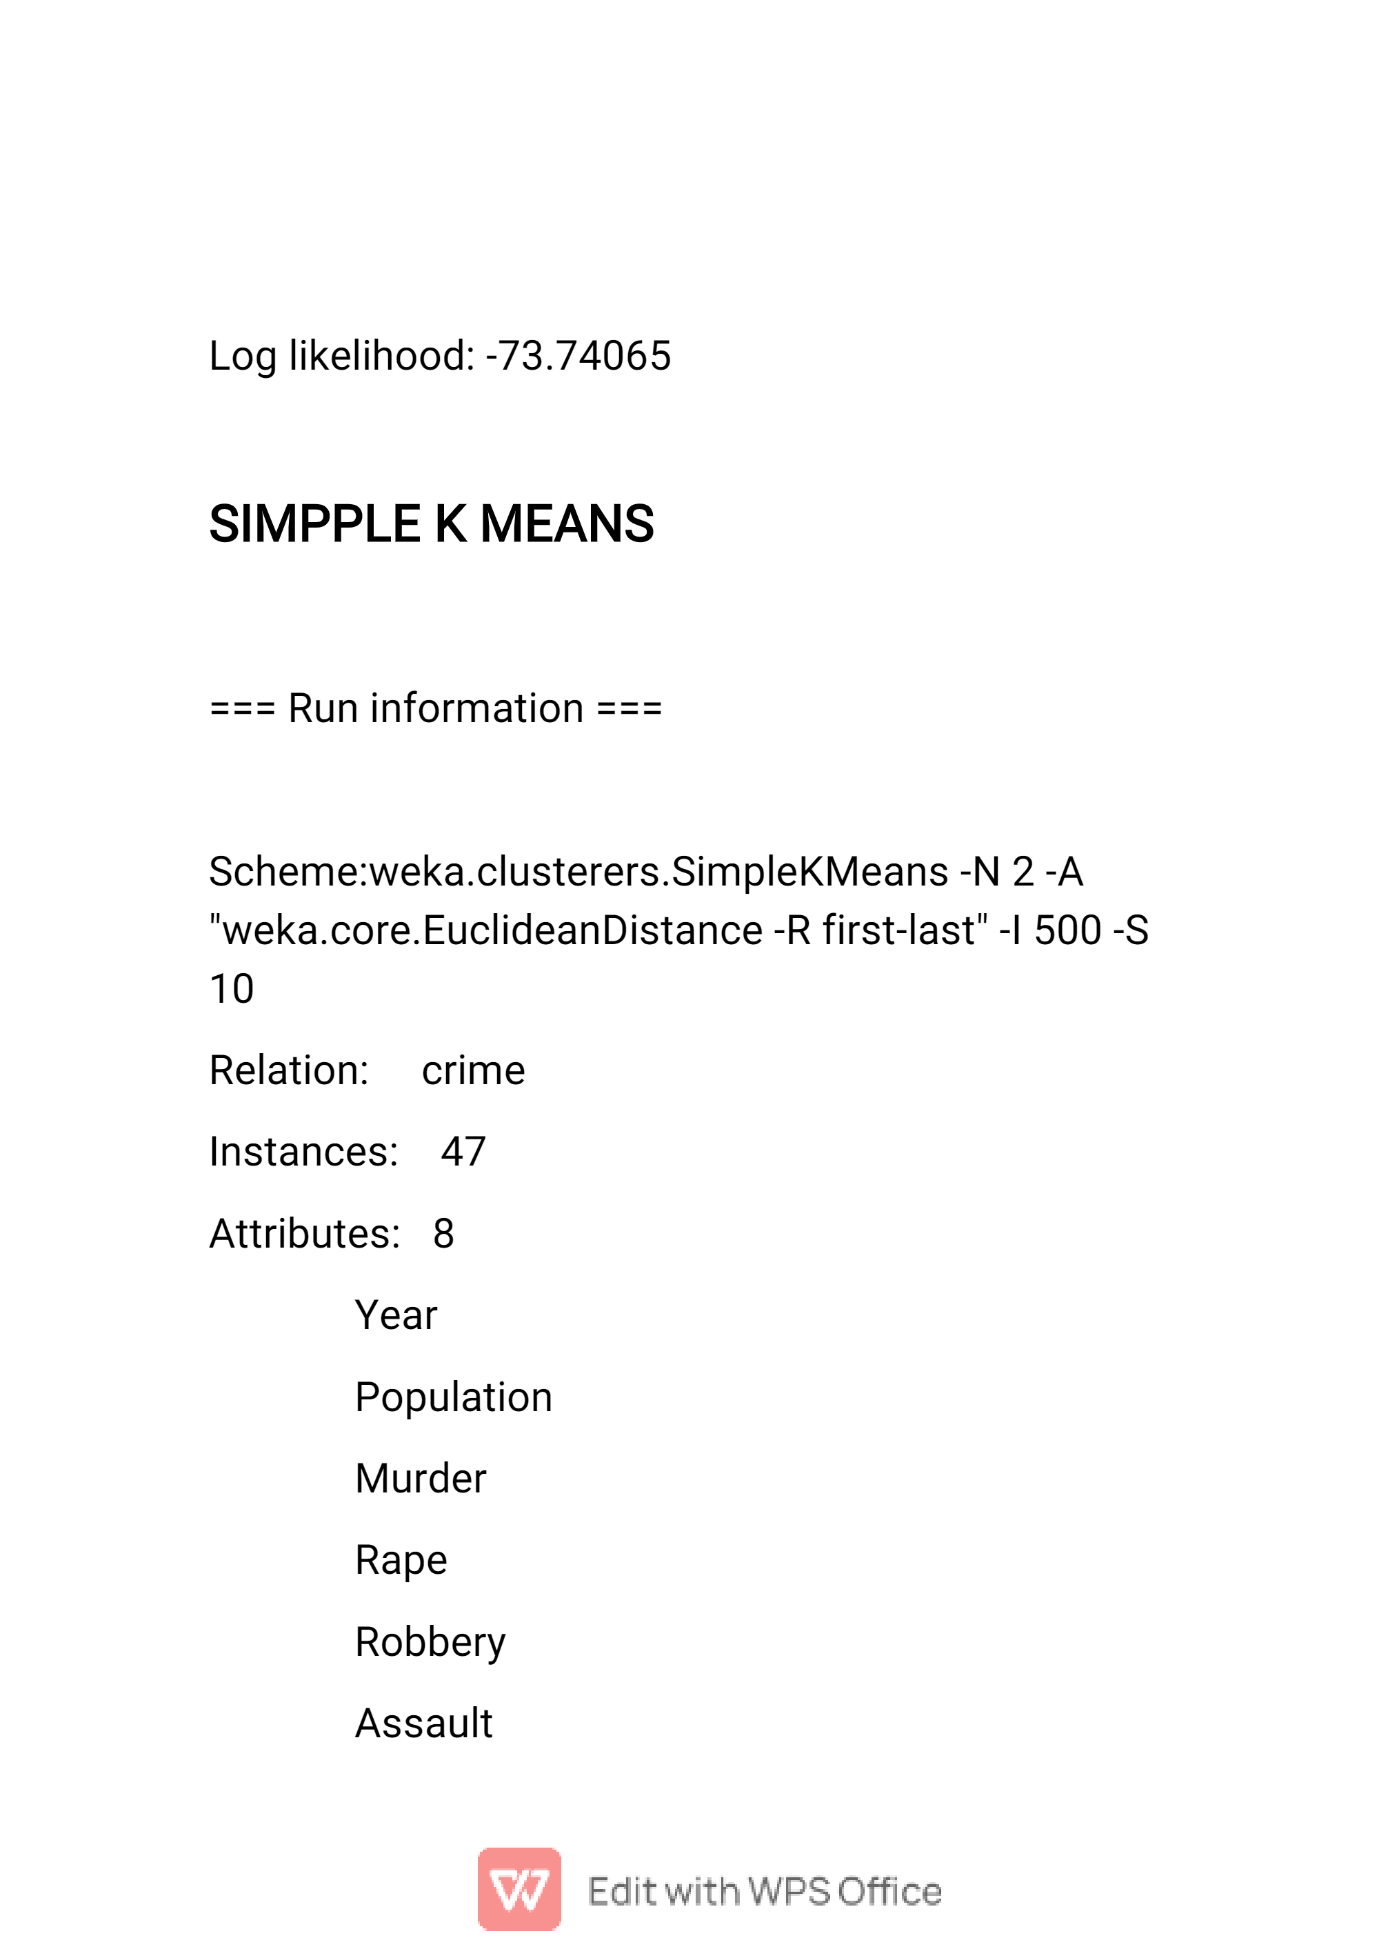 Log likelihood: -73.74065
SIMPPLE K MEANS
=== Run information ===
Scheme:weka.clusterers.SimpleKMeans -N 2 -A
"weka.core.EuclideanDistance -R first-last" -I 500 -S
10
Relation: crime
Instances: 47
Attributes: 8
Year
Population
Murder
Rape
Robbery
Assault
Edit with WPS Office